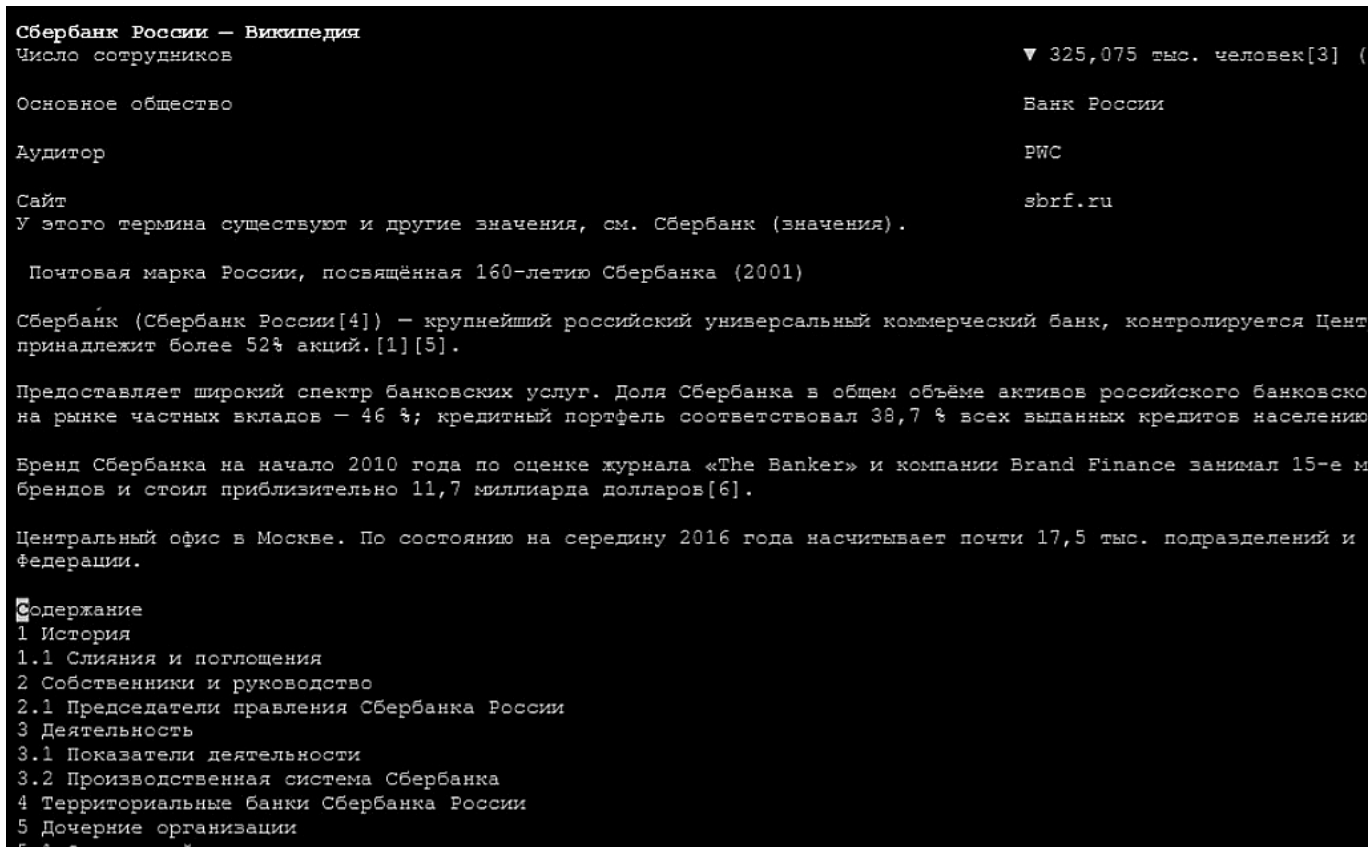 Сбербанк России — Википедия
Число сотрудников ▼ 325,075 тыс. человек[3] (
Основное общество Банк России
Аудитор PWC
Сайт sbrf.ru
У этого термина существуют и другие значения, см. Сбербанк (значения).
Почтовая марка России, посвящённая 160-летию Сбербанка (2001)
Сберба́нк (Сбербанк России[4]) — крупнейший российский универсальный коммерческий банк, контролируется Цент
принадлежит более 52% акций.[1][5].
Предоставляет широкий спектр банковских услуг. Доля Сбербанка в общем объёме активов российского банковско
на рынке частных вкладов — 46 %; кредитный портфель соответствовал 38,7 % всех выданных кредитов населению
Бренд Сбербанка на начало 2010 года по оценке журнала «The Banker» и компании Brand Finance занимал 15-е м
брендов и стоил приблизительно 11,7 миллиарда долларов[6].
Центральный офис в Москве. По состоянию на середину 2016 года насчитывает почти 17,5 тыс. подразделений и
Федерации.
Содержание
1 История
1.1 Слияния и поглощения
2 Собственники и руководство
2.1 Председатели правления Сбербанка России
3 Деятельность
3.1 Показатели деятельности
3.2 Производственная система Сбербанка
4 Территориальные банки Сбербанка России
5 Дочерние организации